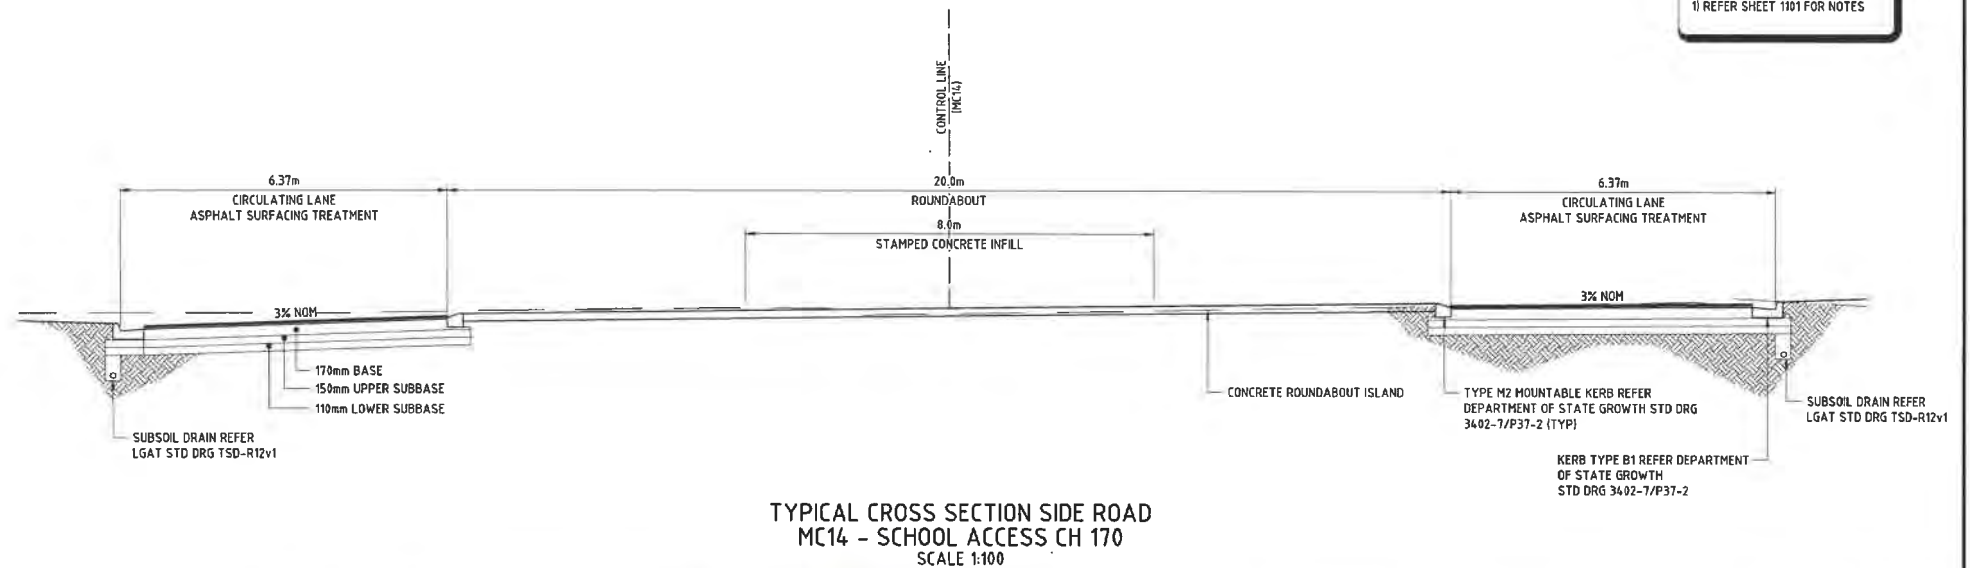 1) REFER SHEET 1101 FOR NOTES
CONTROL LINE
(MC14)
6.37m
CIRCULATING LANE
ASPHALT SURFACING TREATMENT
20.0m
ROUNDABOUT
8.0m
STAMPED CONCRETE INFILL
6.37m
CIRCULATING LANE
ASPHALT SURFACING TREATMENT
3% NOM
3% NOM
170mm BASE
150mm UPPER SUBBASE
110mm LOWER SUBBASE
SUBSOIL DRAIN REFER
LGAT STD DRG TSD-R12v1
CONCRETE ROUNDABOUT ISLAND
TYPE M2 MOUNTABLE KERB REFER
DEPARTMENT OF STATE GROWTH STD DRG
3402-7/P37-2 (TYP)
SUBSOIL DRAIN REFER
LGAT STD DRG TSD-R12v1
KERB TYPE B1 REFER DEPARTMENT
OF STATE GROWTH
STD DRG 3402-7/P37-2
TYPICAL CROSS SECTION SIDE ROAD
MC14 - SCHOOL ACCESS CH 170
SCALE 1:100